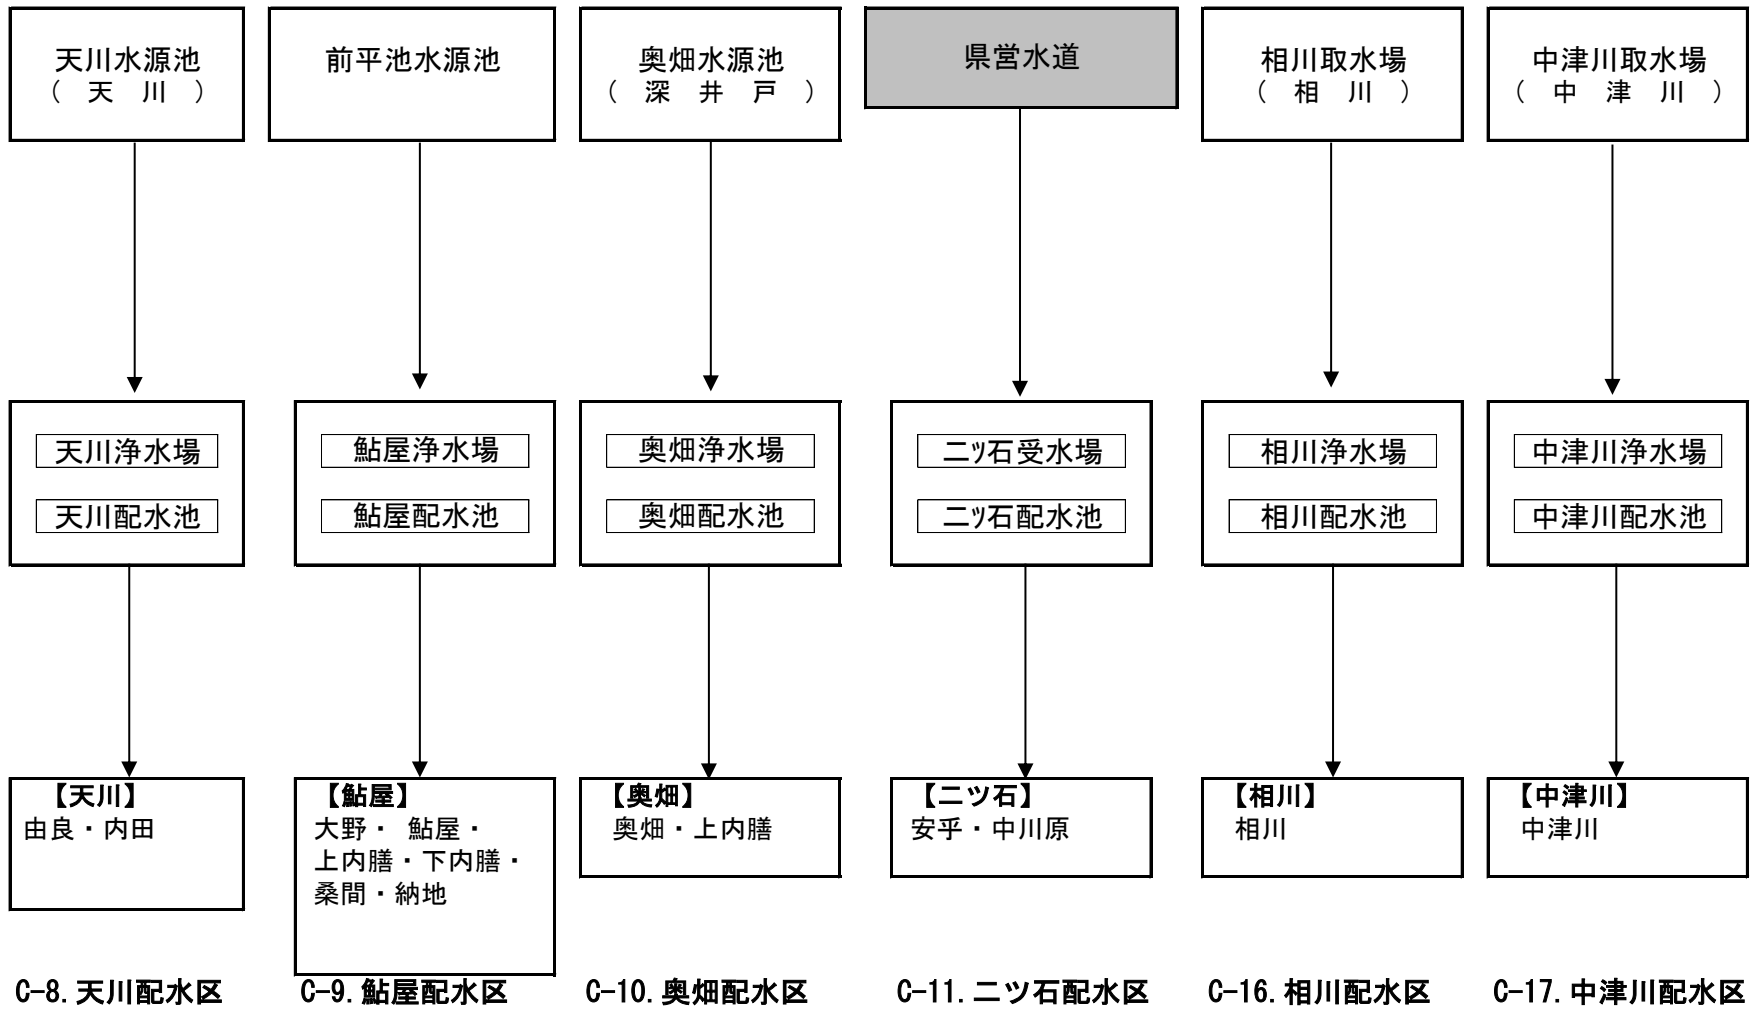 天川水源池
（ 天 川 ）
前平池水源池
奥畑水源池
（ 深 井 戸 ）
県営水道
相川取水場
（ 相 川 ）
中津川取水場
（ 中 津 川 ）
天川浄水場
天川配水池
鮎屋浄水場
鮎屋配水池
奥畑浄水場
奥畑配水池
二ﾂ石受水場
二ﾂ石配水池
相川浄水場
相川配水池
中津川浄水場
中津川配水池
【天川】
由良・内田
【鮎屋】
大野・ 鮎屋・
上内膳・下内膳・
桑間・納地
【奥畑】
奥畑・上内膳
【二ツ石】
安乎・中川原
【相川】
相川
【中津川】
中津川
C-8.天川配水区
C-9.鮎屋配水区
C-10.奥畑配水区
C-11.二ツ石配水区
C-16.相川配水区
C-17.中津川配水区